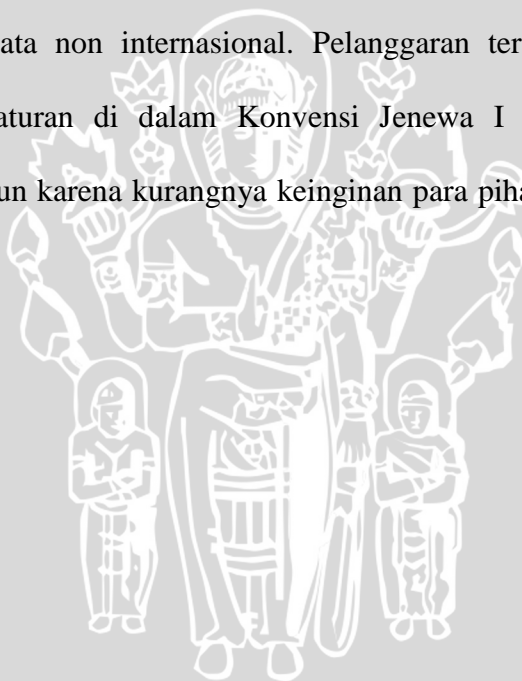 ata non internasional. Pelanggaran ter
aturan di dalam Konvensi Jenewa I
un karena kurangnya keinginan para piha